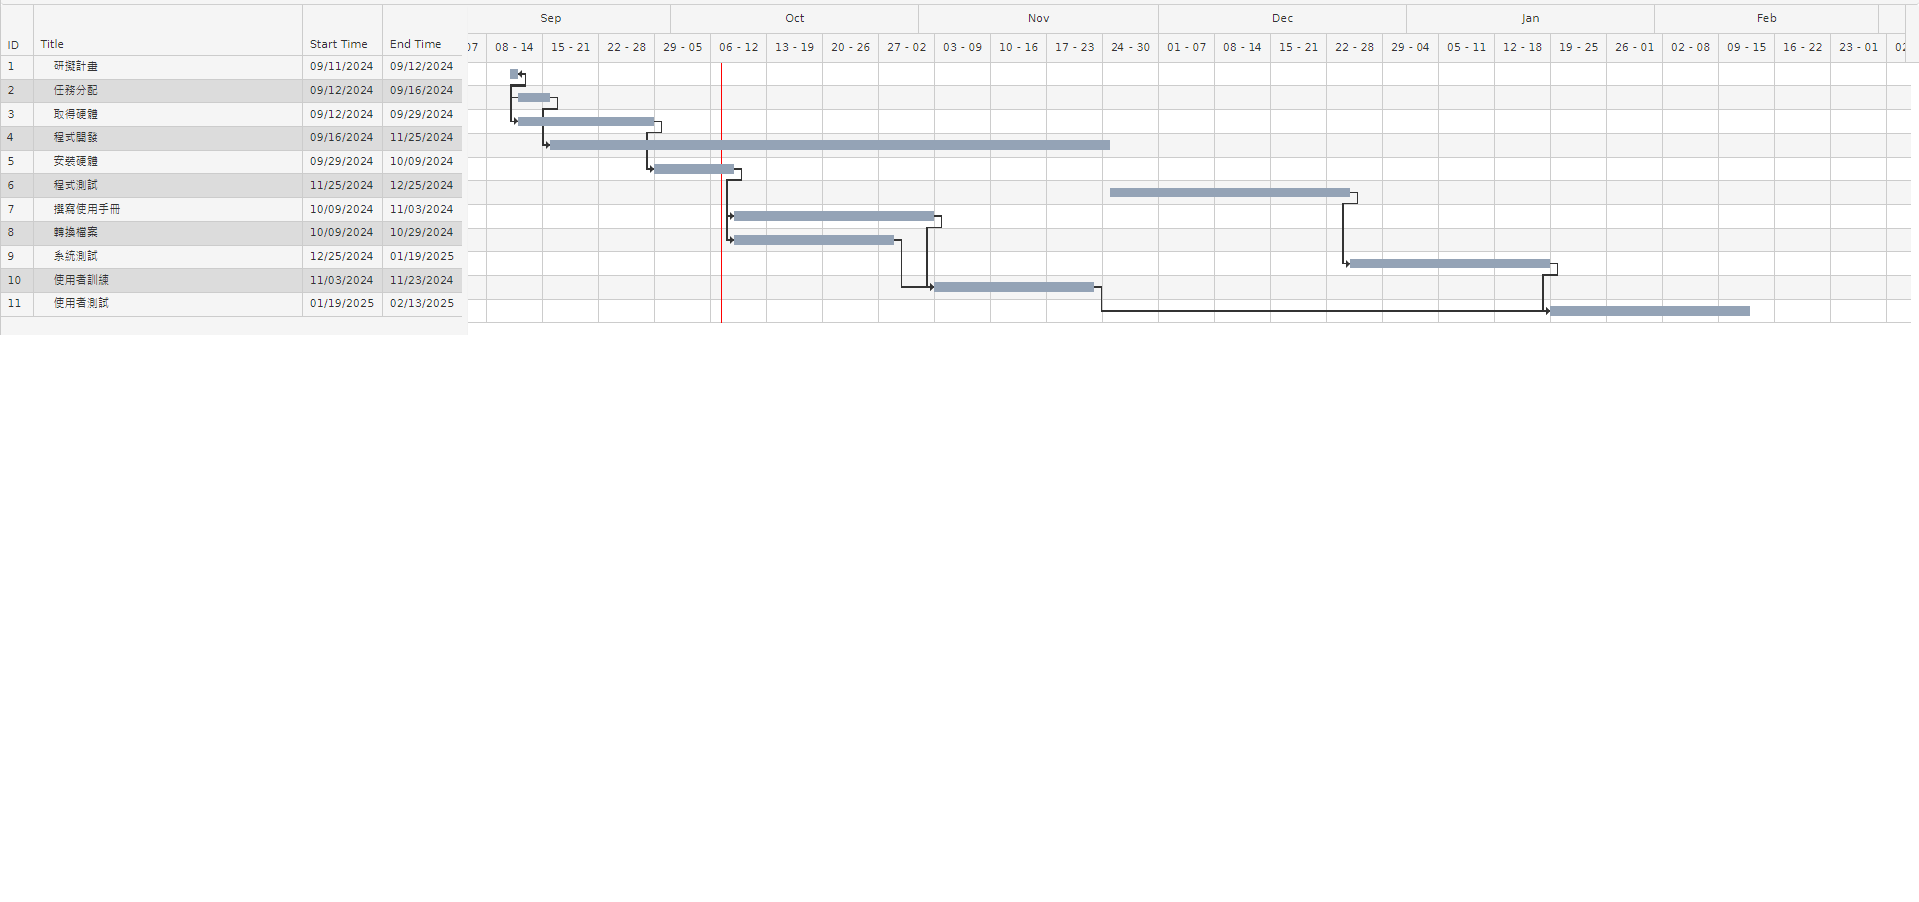 Sep Oct Nov Dec Jan Feb
ID Title Start Time End Time 07 08 - 14 15 - 21 22 - 28 29 - 05 06 - 12 13 - 19 20 - 26 27 - 02 03 - 09 10 - 16 17 - 23 24 - 30 01 - 07 08 - 14 15 - 21 22 - 28 29 - 04 05 - 11 12 - 18 19 - 25 26 - 01 02 - 08 09 - 15 16 - 22 23 - 01 02
1 研擬計畫 09/11/2024 09/12/2024
2 任務分配 09/12/2024 09/16/2024
3 取得硬體 09/12/2024 09/29/2024
4 程式開發 09/16/2024 11/25/2024
5 安裝硬體 09/29/2024 10/09/2024
6 程式測試 11/25/2024 12/25/2024
7 撰寫使用手冊 10/09/2024 11/03/2024
8 轉換檔案 10/09/2024 10/29/2024
9 系統測試 12/25/2024 01/19/2025
10 使用者訓練 11/03/2024 11/23/2024
11 使用者測試 01/19/2025 02/13/2025